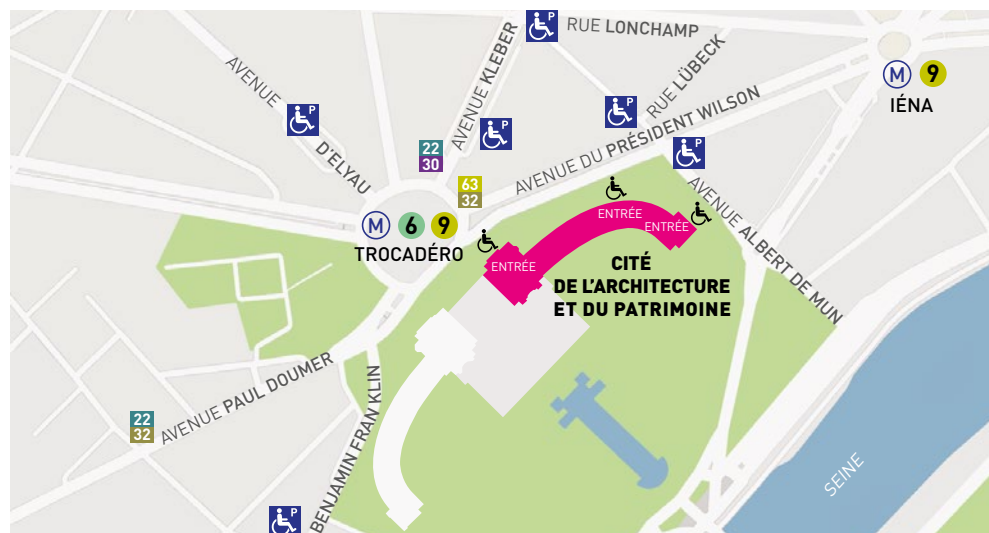 P
RUE LONCHAMP
AVENUE KLEBER
RUE LÜBECK
M 9
IÉNA
AVENUE
D'ELYAU
P
P
P
AVENUE DU PRÉSIDENT WILSON
22
30
P
63
32
AVENUE ALBERT DE MUN
M 6 9
TROCADÉRO
ENTRÉE
ENTRÉE
ENTRÉE
CITÉ
DE L'ARCHITECTURE
ET DU PATRIMOINE
AVENUE PAUL DOUMER
22
32
BENJAMIN FRAN KLIN
SEINE
P